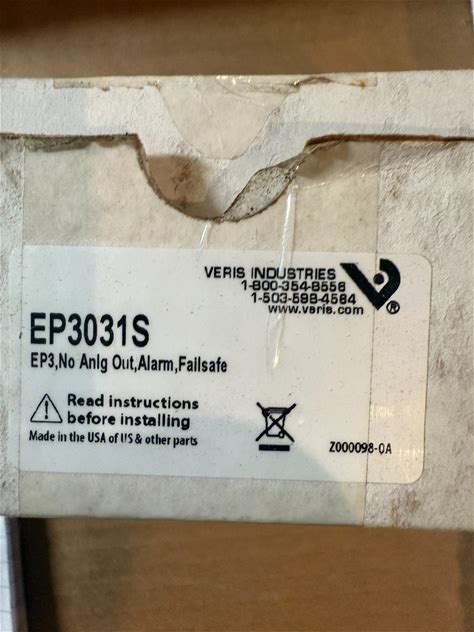 VERIS INDUSTRIES
1-800-354-8556
1-503-598-4564
www.veris.com
®
EP3031S
EP3,No Anlg Out,Alarm,Failsafe
Read instructions
before installing
Made in the USA of US & other parts
Z000098-0A